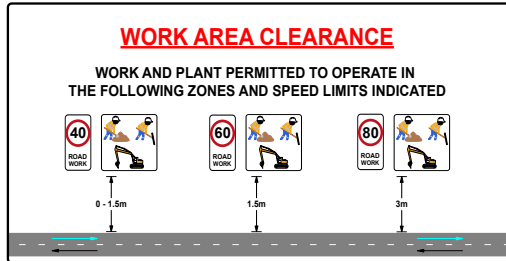 WORK AREA CLEARANCE
WORK AND PLANT PERMITTED TO OPERATE IN
THE FOLLOWING ZONES AND SPEED LIMITS INDICATED
40
ROAD
WORK
60
ROAD
WORK
80
ROAD
WORK
0 - 1.5m
1.5m
3m